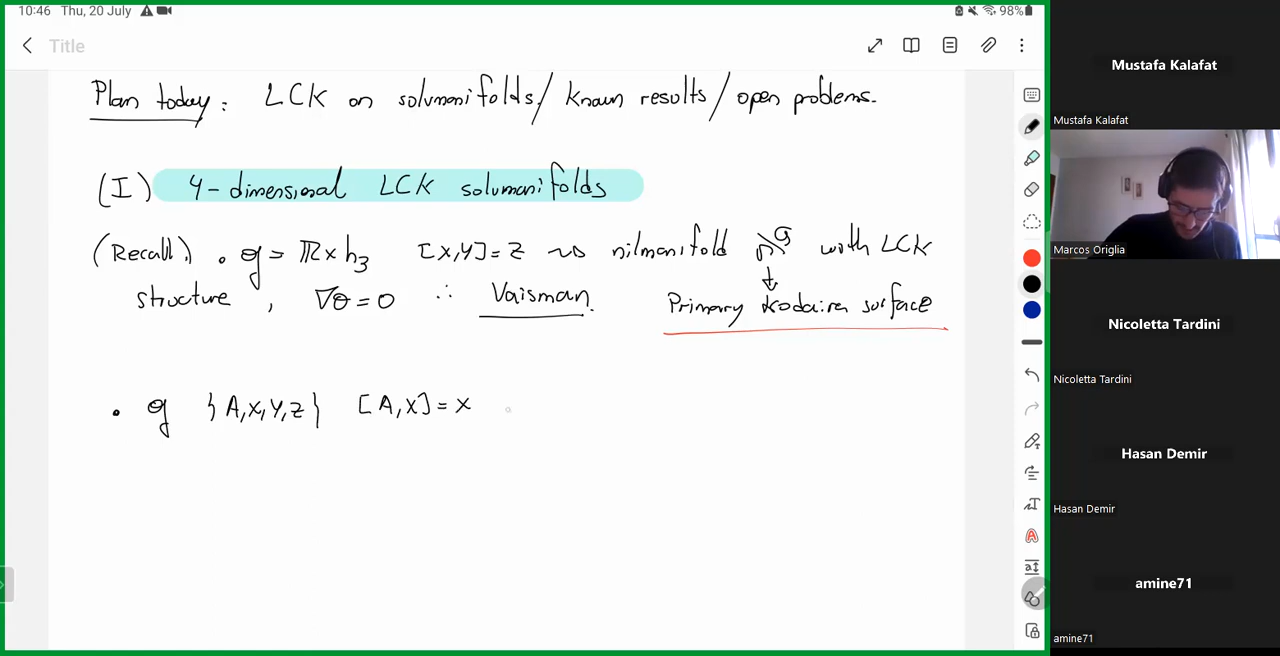 10:46 Thu, 20 July 98%
Title
Plan today: LCK on solvmanifolds / known results / open problems.
(I) 4-dimensional LCK solvmanifolds
(Recall.) • g = ℝ × h₃ [X,Y] = Z ⇝ nilmanifold Γ\G with LCK
structure, ∇θ = 0 ∴ Vaisman.
↓
Primary Kodaira surface
• g {A,X,Y,Z} [A,X] = X
Mustafa Kalafat
Mustafa Kalafat
Marcos Origlia
Nicoletta Tardini
Nicoletta Tardini
Hasan Demir
Hasan Demir
amine71
amine71